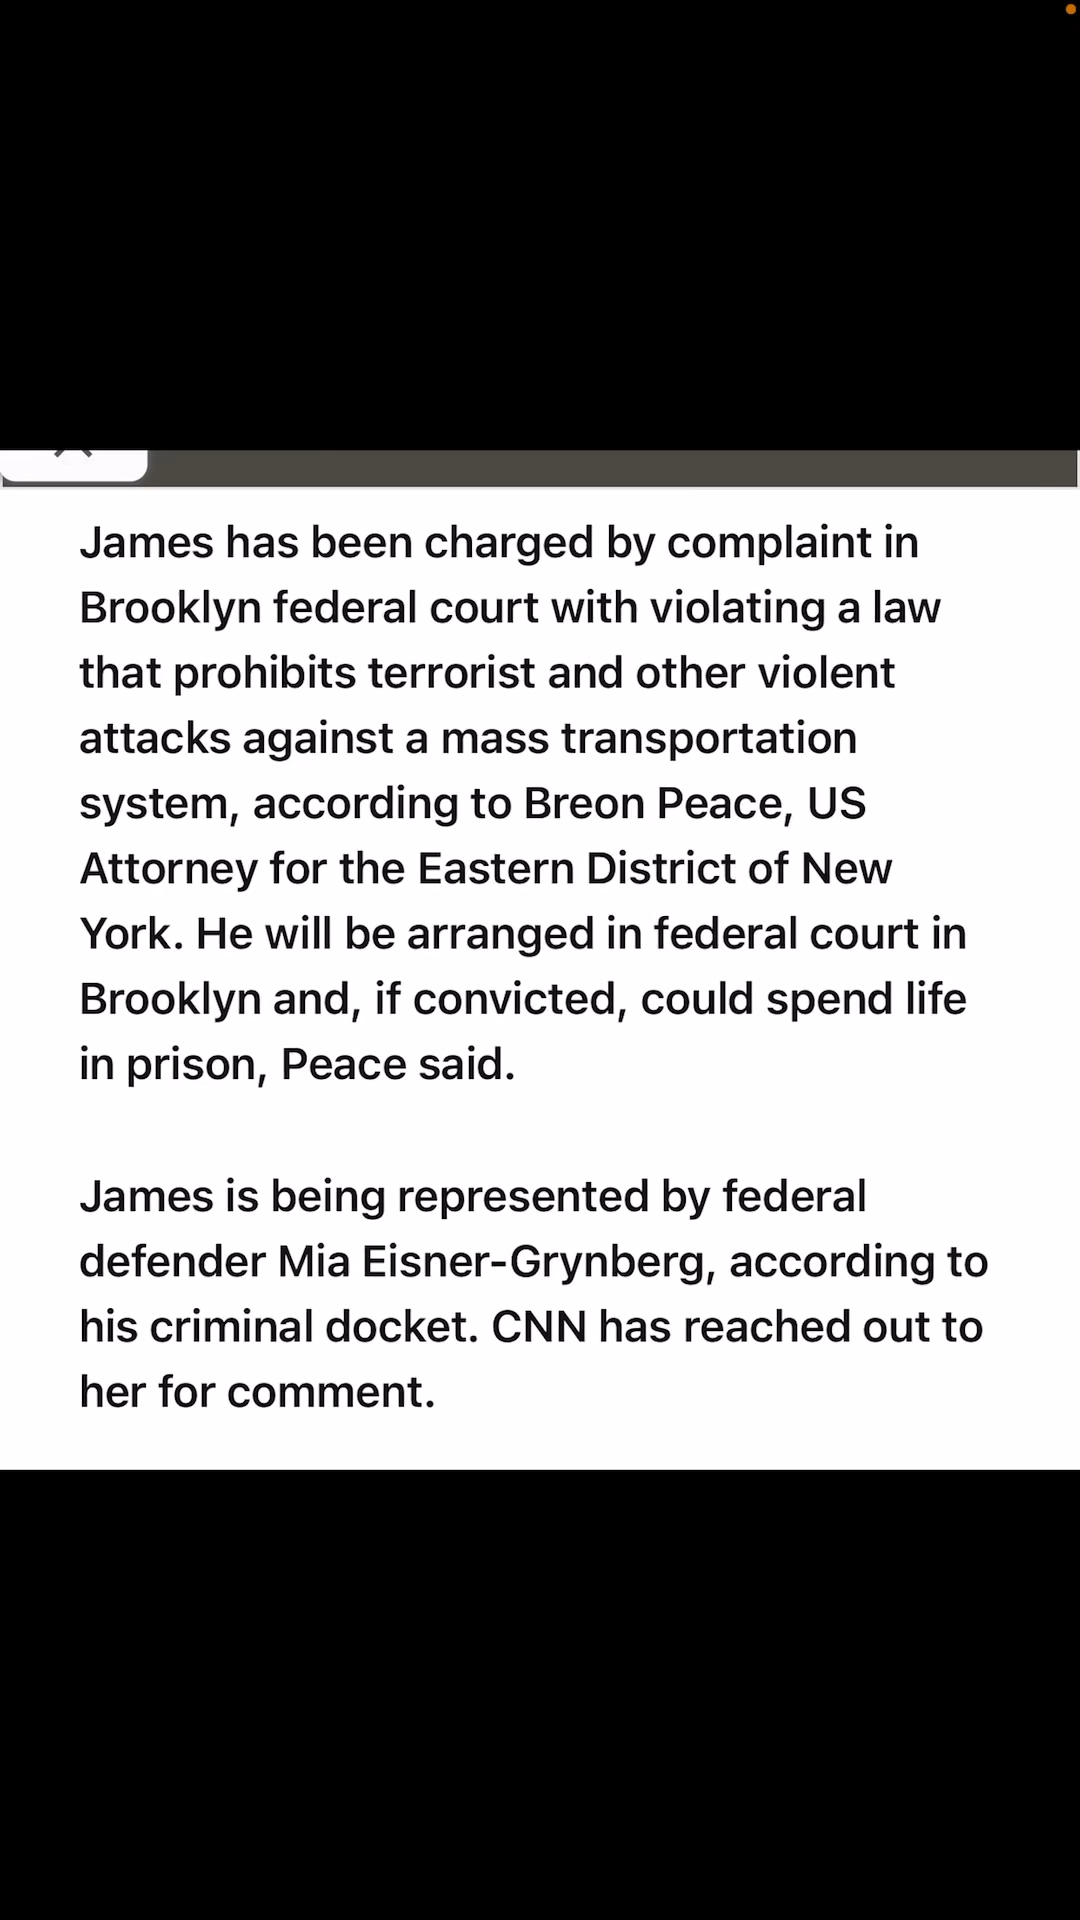 James has been charged by complaint in
Brooklyn federal court with violating a law
that prohibits terrorist and other violent
attacks against a mass transportation
system, according to Breon Peace, US
Attorney for the Eastern District of New
York. He will be arranged in federal court in
Brooklyn and, if convicted, could spend life
in prison, Peace said.
James is being represented by federal
defender Mia Eisner-Grynberg, according to
his criminal docket. CNN has reached out to
her for comment.